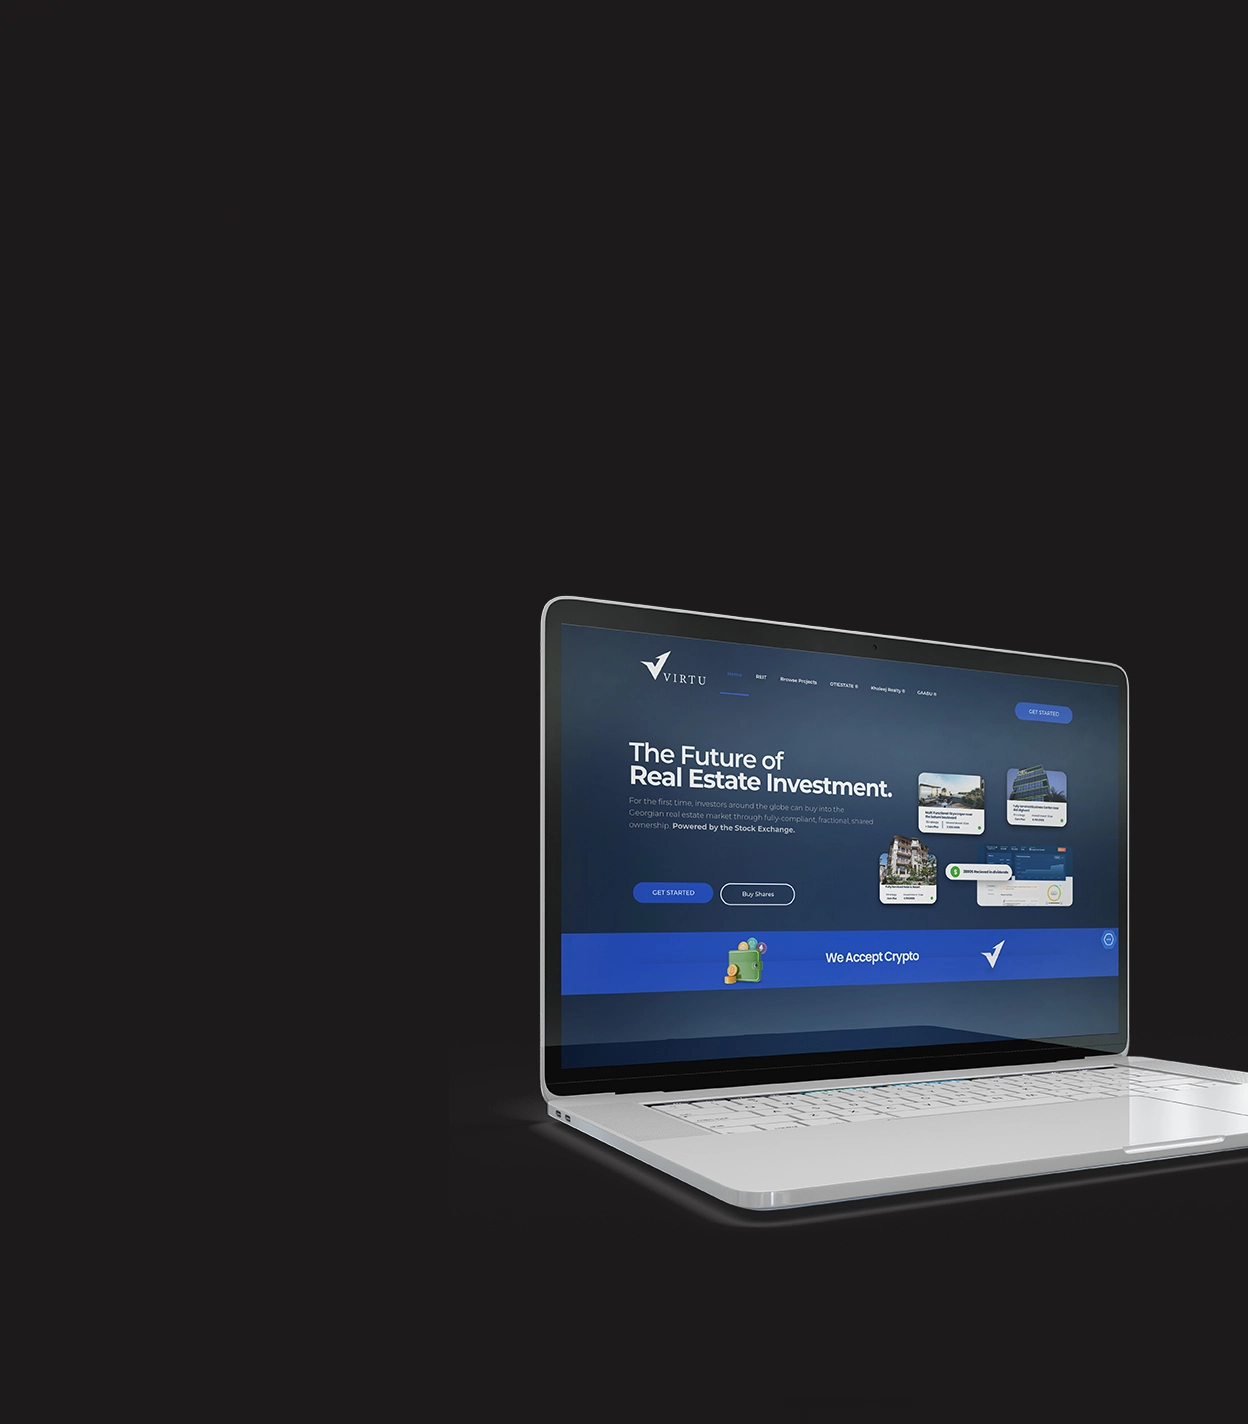 VIRTU
Home
REIT
Browse Projects
OTIESTATE ®
Khaleej Realty ®
GAABU ®
GET STARTED
The Future of
Real Estate Investment.
For the first time, investors around the globe can buy into the
Georgian real estate market through fully-compliant, fractional, shared
ownership. Powered by the Stock Exchange.
GET STARTED
Buy Shares
We Accept Crypto